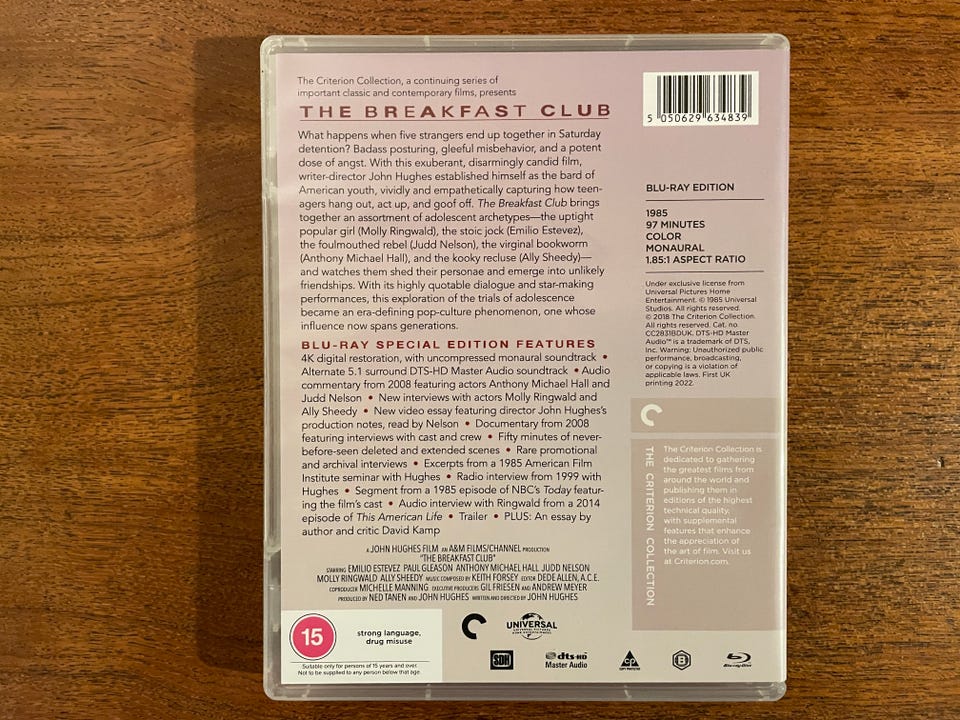 The Criterion Collection, a continuing series of
important classic and contemporary films, presents
THE BREAKFAST CLUB
What happens when five strangers end up together in Saturday
detention? Badass posturing, gleeful misbehavior, and a potent
dose of angst. With this exuberant, disarmingly candid film,
writer-director John Hughes established himself as the bard of
American youth, vividly and empathetically capturing how teen-
agers hang out, act up, and goof off. The Breakfast Club brings
together an assortment of adolescent archetypes—the uptight
popular girl (Molly Ringwald), the stoic jock (Emilio Estevez),
the foulmouthed rebel (Judd Nelson), the virginal bookworm
(Anthony Michael Hall), and the kooky recluse (Ally Sheedy)—
and watches them shed their personae and emerge into unlikely
friendships. With its highly quotable dialogue and star-making
performances, this exploration of the trials of adolescence
became an era-defining pop-culture phenomenon, one whose
influence now spans generations.
BLU-RAY SPECIAL EDITION FEATURES
4K digital restoration, with uncompressed monaural soundtrack •
Alternate 5.1 surround DTS-HD Master Audio soundtrack • Audio
commentary from 2008 featuring actors Anthony Michael Hall and
Judd Nelson • New interviews with actors Molly Ringwald and
Ally Sheedy • New video essay featuring director John Hughes's
production notes, read by Nelson • Documentary from 2008
featuring interviews with cast and crew • Fifty minutes of never-
before-seen deleted and extended scenes • Rare promotional
and archival interviews • Excerpts from a 1985 American Film
Institute seminar with Hughes • Radio interview from 1999 with
Hughes • Segment from a 1985 episode of NBC's Today featur-
ing the film's cast • Audio interview with Ringwald from a 2014
episode of This American Life • Trailer • PLUS: An essay by
author and critic David Kamp
A JOHN HUGHES FILM AN A&M FILMS/CHANNEL PRODUCTION
"THE BREAKFAST CLUB"
STARRING EMILIO ESTEVEZ PAUL GLEASON ANTHONY MICHAEL HALL JUDD NELSON
MOLLY RINGWALD ALLY SHEEDY MUSIC COMPOSED BY KEITH FORSEY EDITOR DEDE ALLEN, A.C.E.
COPRODUCER MICHELLE MANNING EXECUTIVE PRODUCERS GIL FRIESEN AND ANDREW MEYER
PRODUCED BY NED TANEN AND JOHN HUGHES WRITTEN AND DIRECTED BY JOHN HUGHES
15
strong language,
drug misuse
Suitable only for persons of 15 years and over.
Not to be supplied to any person below that age.
UNIVERSAL
SDH
dts-HD
Master Audio
CP
B
Blu-ray Disc
5 050629 634839
BLU-RAY EDITION
1985
97 MINUTES
COLOR
MONAURAL
1.85:1 ASPECT RATIO
Under exclusive license from
Universal Pictures Home
Entertainment. © 1985 Universal
Studios. All rights reserved.
© 2018 The Criterion Collection.
All rights reserved. Cat. no.
CC2831BDUK. DTS-HD Master
Audio™ is a trademark of DTS,
Inc. Warning: Unauthorized public
performance, broadcasting,
or copying is a violation of
applicable laws. First UK
printing 2022.
THE CRITERION COLLECTION
The Criterion Collection is
dedicated to gathering
the greatest films from
around the world and
publishing them in
editions of the highest
technical quality,
with supplemental
features that enhance
the appreciation of
the art of film. Visit us
at Criterion.com.